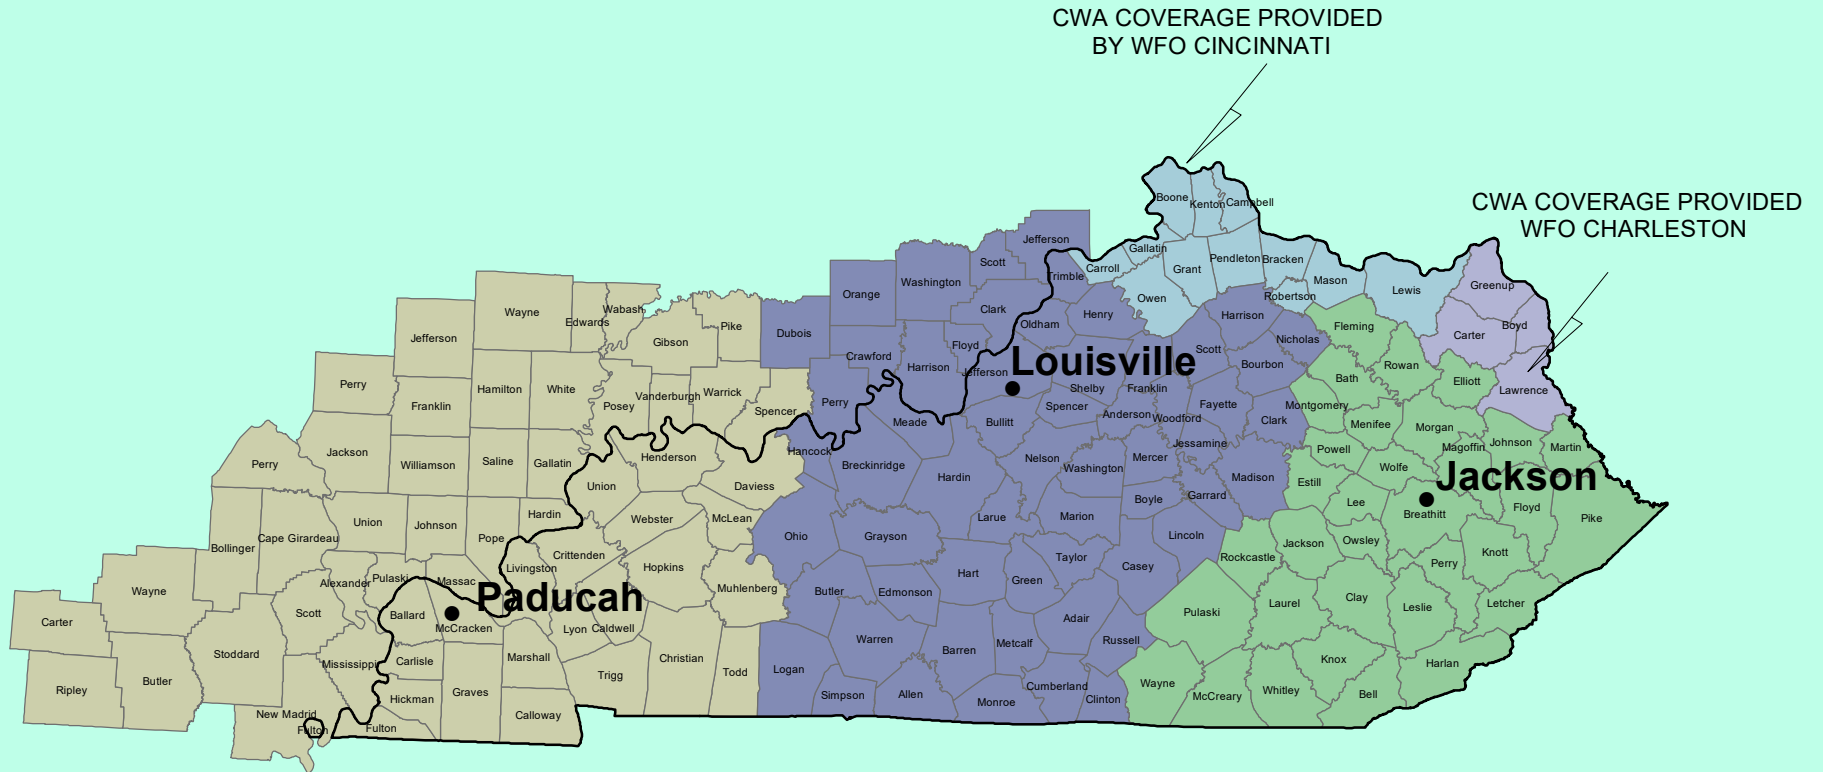 CWA COVERAGE PROVIDED
BY WFO CINCINNATI
CWA COVERAGE PROVIDED
WFO CHARLESTON
Boone
Kenton
Campbell
Gallatin
Carroll
Grant
Pendleton
Bracken
Mason
Lewis
Owen
Robertson
Greenup
Carter
Boyd
Lawrence
Jefferson
Scott
Trimble
Washington
Orange
Clark
Oldham
Henry
Harrison
Nicholas
Dubois
Crawford
Harrison
Floyd
Jefferson
Louisville
Scott
Bourbon
Shelby
Franklin
Spencer
Anderson
Woodford
Fayette
Clark
Perry
Meade
Bullitt
Jessamine
Hancock
Breckinridge
Hardin
Nelson
Washington
Mercer
Madison
Garrard
Boyle
Larue
Marion
Lincoln
Ohio
Grayson
Taylor
Casey
Hart
Green
Butler
Edmonson
Adair
Warren
Barren
Metcalf
Russell
Logan
Simpson
Allen
Monroe
Cumberland
Clinton
Fleming
Rowan
Bath
Elliott
Montgomery
Menifee
Morgan
Magoffin
Johnson
Martin
Powell
Wolfe
Jackson
Estill
Lee
Breathitt
Floyd
Pike
Rockcastle
Jackson
Owsley
Perry
Knott
Pulaski
Laurel
Clay
Leslie
Letcher
Wayne
McCreary
Whitley
Knox
Bell
Harlan
Wayne
Edwards
Wabash
Pike
Jefferson
Gibson
Perry
Franklin
Hamilton
White
Posey
Vanderburgh
Warrick
Spencer
Perry
Jackson
Williamson
Saline
Gallatin
Henderson
Union
Daviess
Union
Johnson
Pope
Hardin
Webster
McLean
Bollinger
Cape Girardeau
Crittenden
Livingston
Hopkins
Muhlenberg
Wayne
Alexander
Pulaski
Massac
Paducah
Scott
Ballard
McCracken
Lyon
Caldwell
Carter
Stoddard
Mississippi
Carlisle
Marshall
Christian
Todd
Trigg
Ripley
Butler
Hickman
Graves
Calloway
New Madrid
Fulton
Fulton